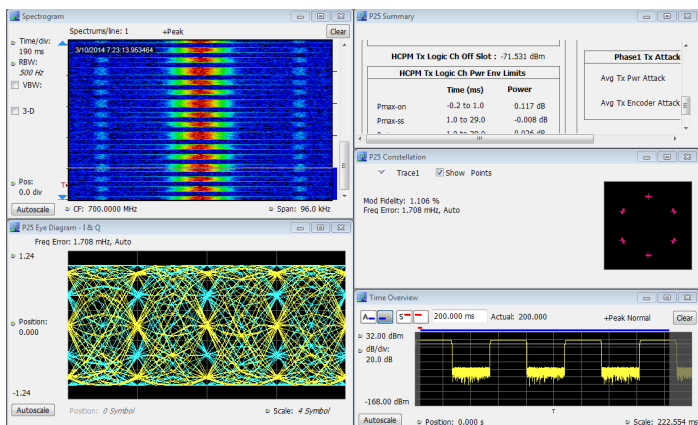 Spectrogram
Spectrums/line: 1
+Peak
Clear
Time/div:
190 ms
RBW:
500 Hz
VBW:
3-D
Pos:
0.0 div
3/10/2014 7:23:13.953464
T
Autoscale
CF: 700.0000 MHz
Span: 96.0 kHz
P25 Summary
HCPM Tx Logic Ch Off Slot : -71.531 dBm
HCPM Tx Logic Ch Pwr Env Limits
Time (ms) Power
Pmax-on -0.2 to 1.0 0.117 dB
Pmax-ss 1.0 to 29.0 -0.008 dB
1.0 to 29.0 0.026 dB
Phase1 Tx Attack
Avg Tx Pwr Attack
Avg Tx Encoder Attack
P25 Constellation
Trace1
Show Points
Mod Fidelity: 1.106 %
Freq Error: 1.708 mHz, Auto
P25 Eye Diagram - I & Q
Freq Error: 1.708 mHz, Auto
1.24
Position:
0.000
-1.24
Autoscale
Position: 0 Symbol
Scale: 4 Symbol
Time Overview
A
S
200.000 ms
Actual: 200.000
+Peak Normal
Clear
32.00 dBm
dB/div:
20.0 dB
-168.00 dBm
T
Autoscale
Position: 0.000 s
Scale: 222.554 ms